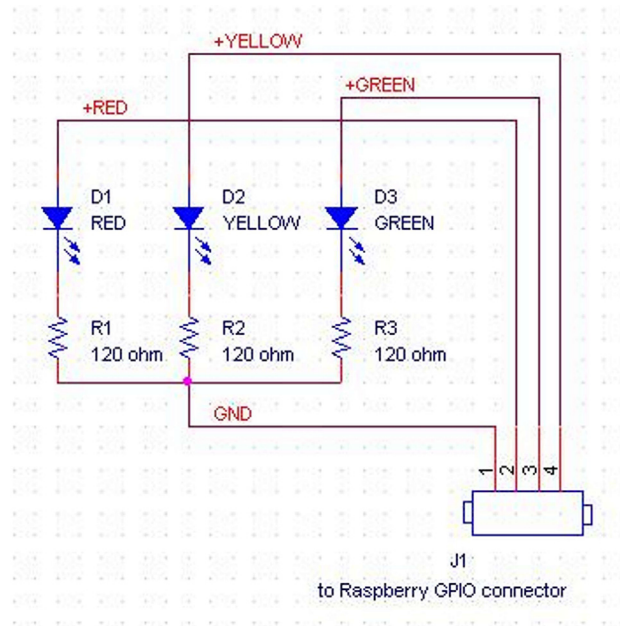 +YELLOW
+GREEN
+RED
D1
RED
D2
YELLOW
D3
GREEN
R1
120 ohm
R2
120 ohm
R3
120 ohm
GND
1
2
3
4
J1
to Raspberry GPIO connector